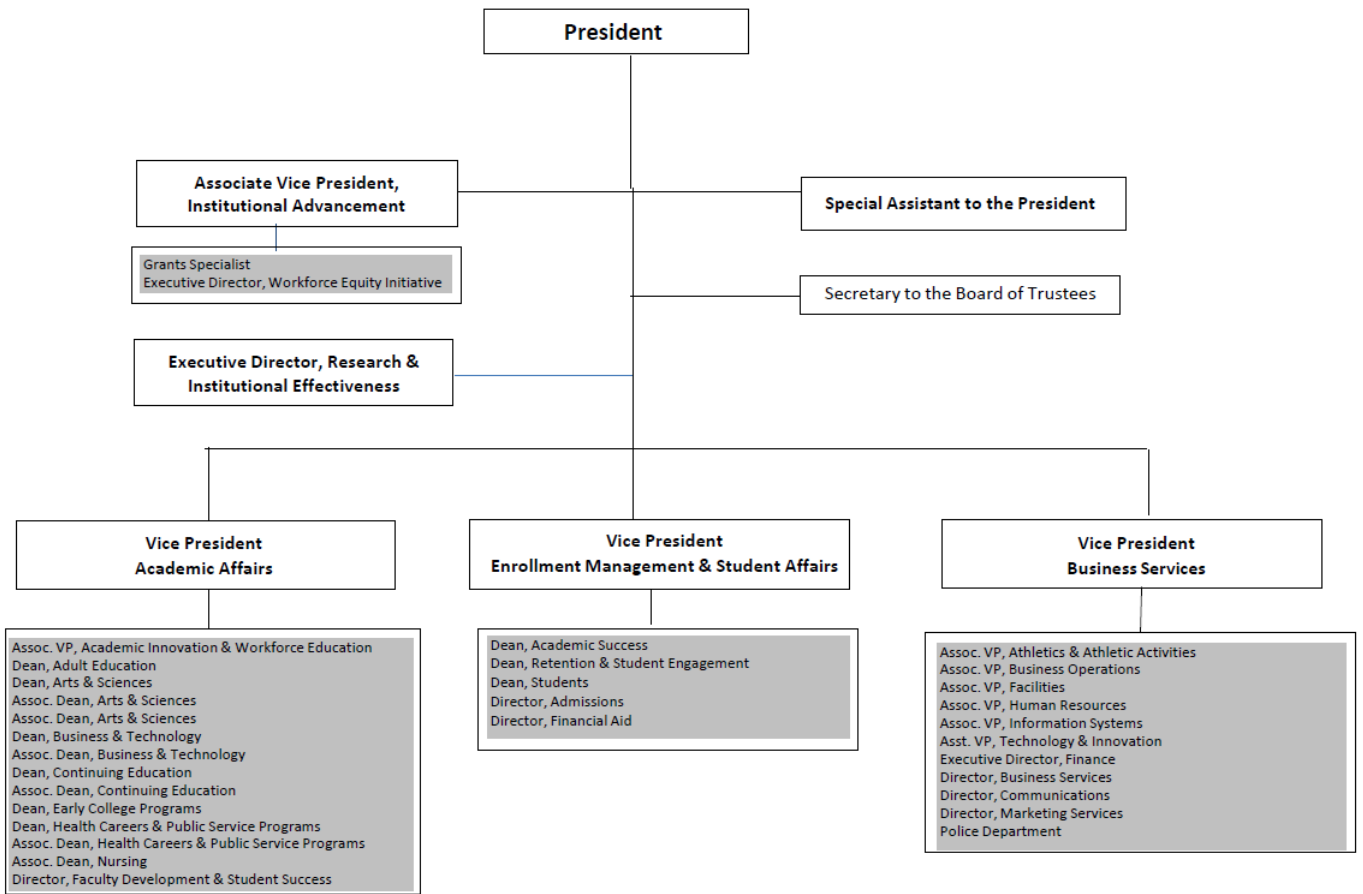 President
Associate Vice President,
Institutional Advancement
Special Assistant to the President
Grants Specialist
Executive Director, Workforce Equity Initiative
Secretary to the Board of Trustees
Executive Director, Research &
Institutional Effectiveness
Vice President
Academic Affairs
Assoc. VP, Academic Innovation & Workforce Education
Dean, Adult Education
Dean, Arts & Sciences
Assoc. Dean, Arts & Sciences
Assoc. Dean, Arts & Sciences
Dean, Business & Technology
Assoc. Dean, Business & Technology
Dean, Continuing Education
Assoc. Dean, Continuing Education
Dean, Early College Programs
Dean, Health Careers & Public Service Programs
Assoc. Dean, Health Careers & Public Service Programs
Assoc. Dean, Nursing
Director, Faculty Development & Student Success
Vice President
Enrollment Management & Student Affairs
Dean, Academic Success
Dean, Retention & Student Engagement
Dean, Students
Director, Admissions
Director, Financial Aid
Vice President
Business Services
Assoc. VP, Athletics & Athletic Activities
Assoc. VP, Business Operations
Assoc. VP, Facilities
Assoc. VP, Human Resources
Assoc. VP, Information Systems
Asst. VP, Technology & Innovation
Executive Director, Finance
Director, Business Services
Director, Communications
Director, Marketing Services
Police Department